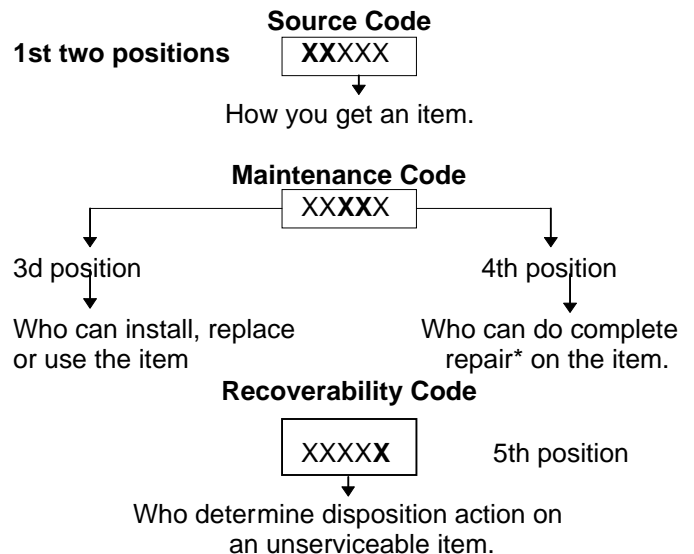 Source Code
1st two positions XXXXX
How you get an item.
Maintenance Code
XXXXX
3d position 4th position
Who can install, replace Who can do complete
or use the item repair* on the item.
Recoverability Code
XXXXX 5th position
Who determine disposition action on
an unserviceable item.